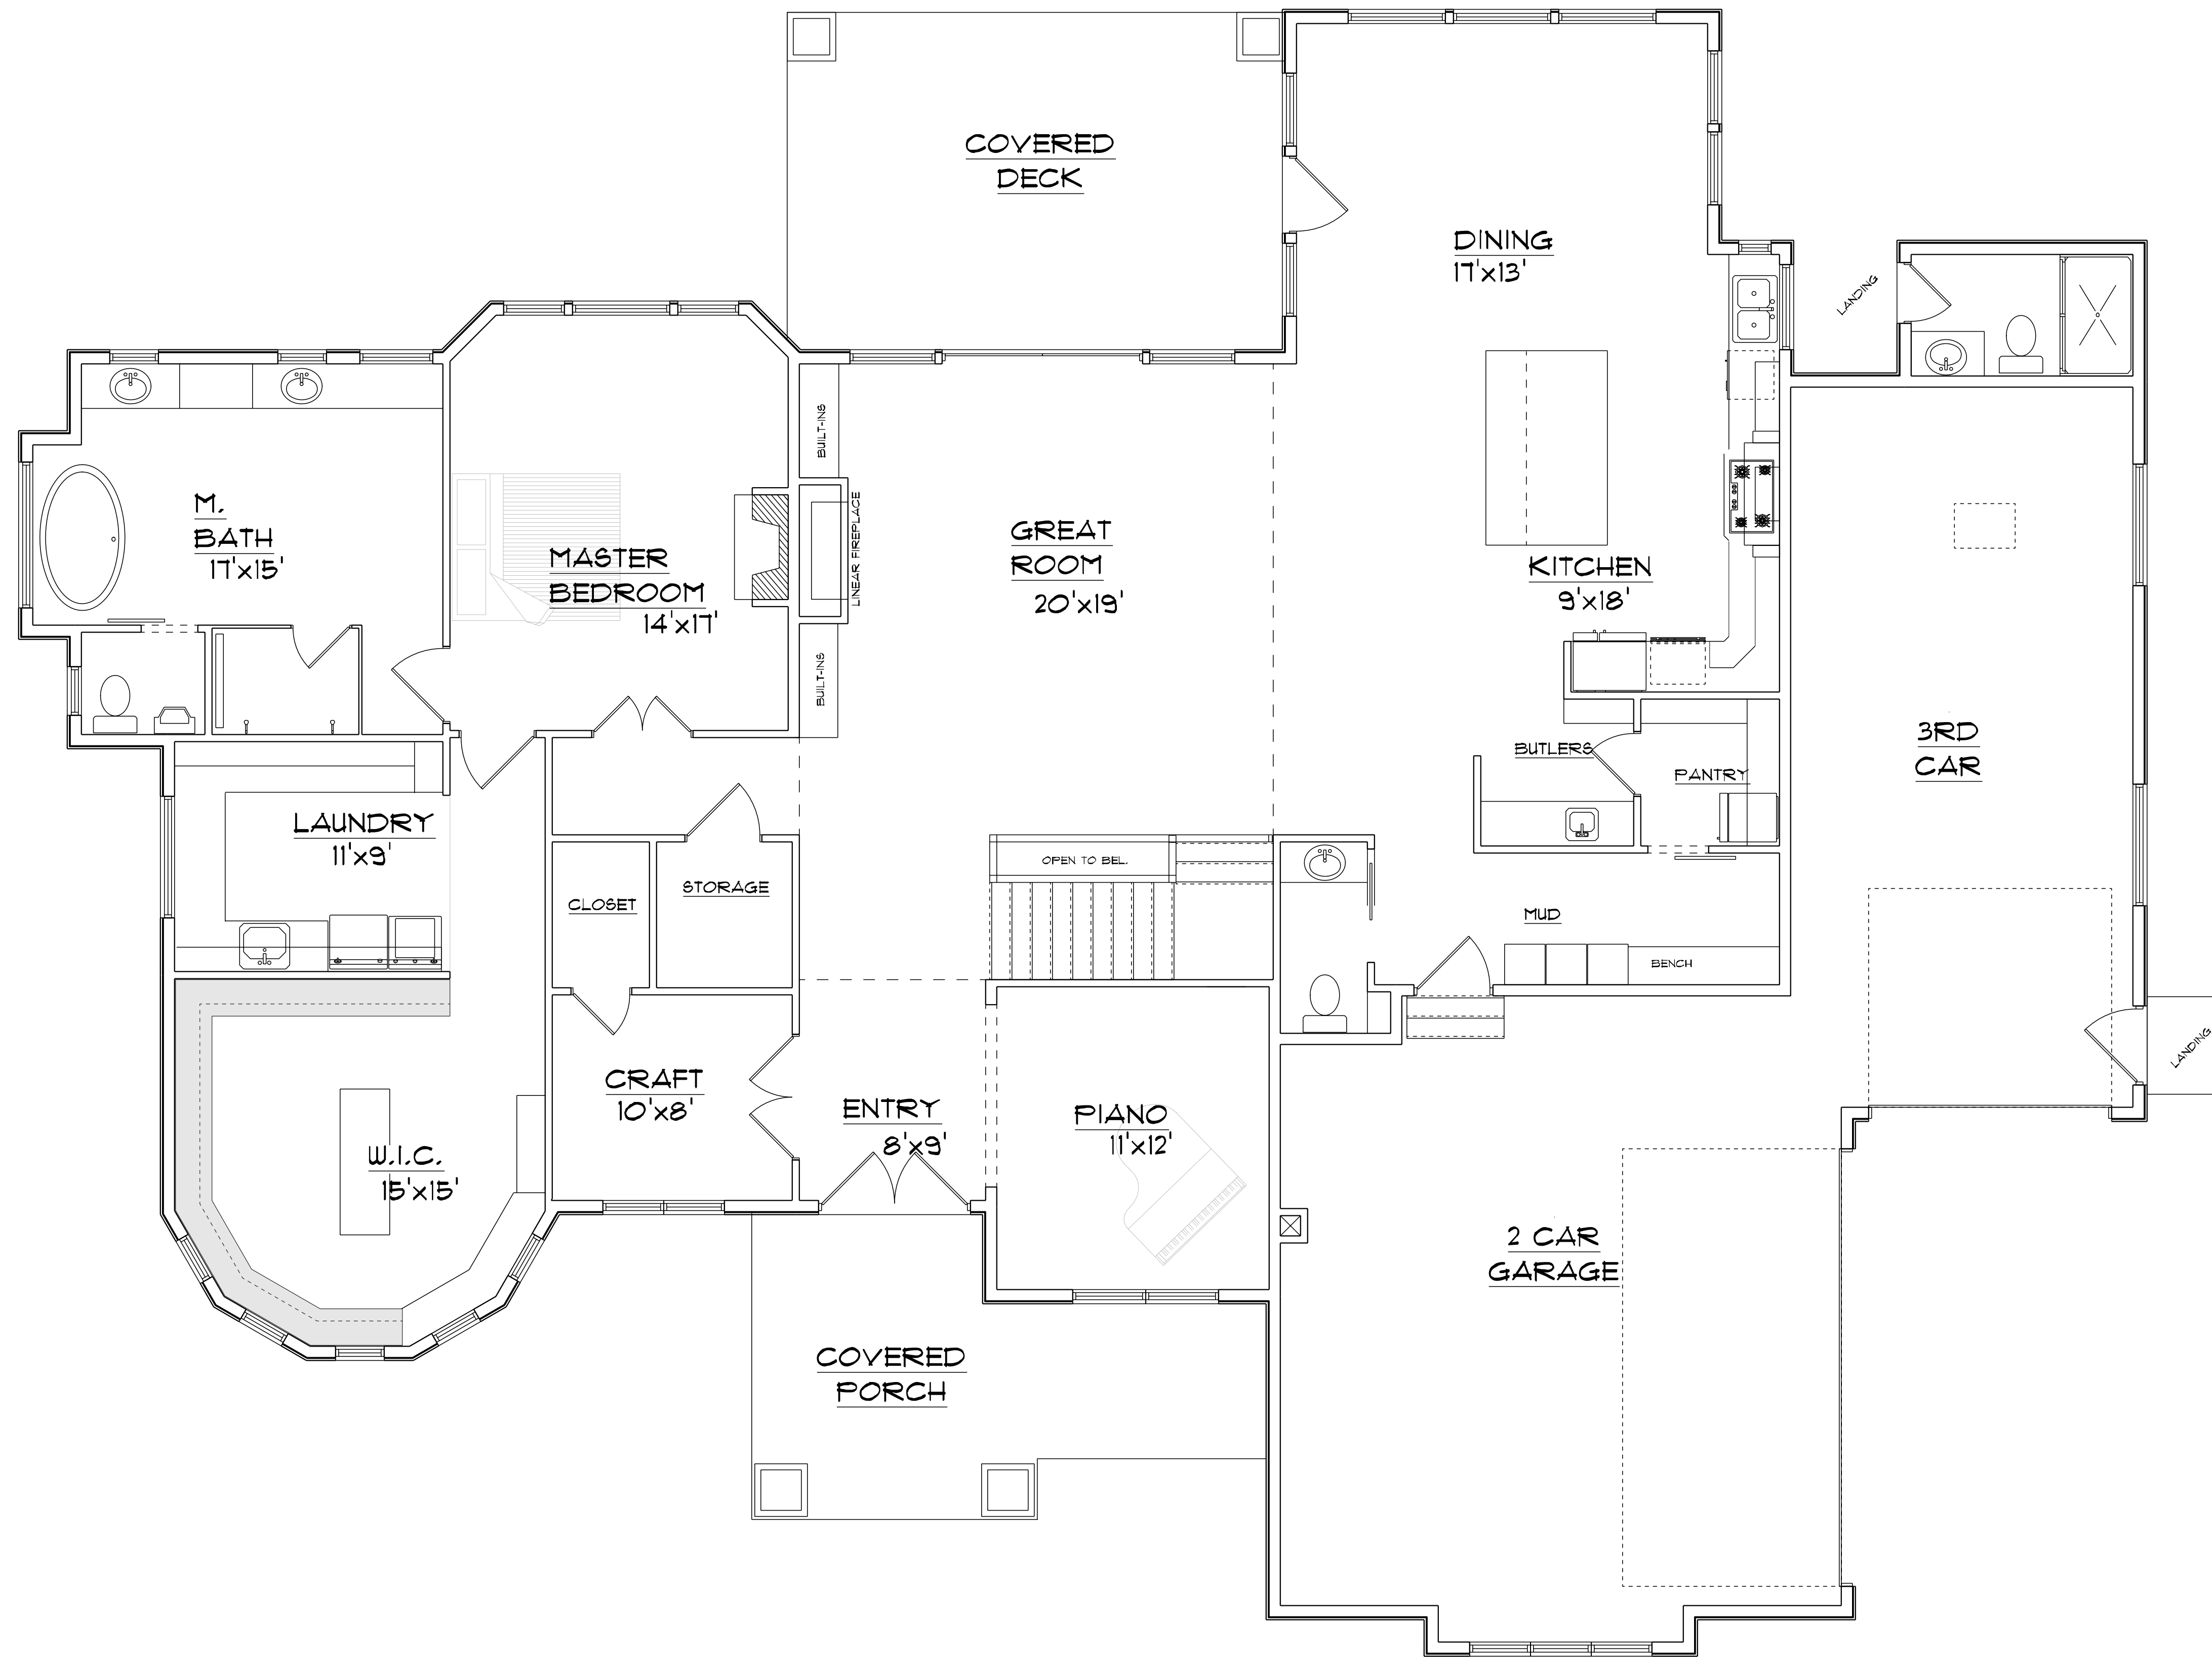 COVERED
DECK
DINING
17'x13'
LANDING
BUILT-INS
M.
BATH
17'x15'
MASTER
BEDROOM
14'x17'
LINEAR FIREPLACE
GREAT
ROOM
20'x19'
KITCHEN
9'x18'
BUILT-INS
3RD
CAR
BUTLERS
PANTRY
LAUNDRY
11'x9'
OPEN TO BEL.
STORAGE
CLOSET
MUD
BENCH
LANDING
CRAFT
10'x8'
ENTRY
8'x9'
PIANO
11'x12'
W.I.C.
15'x15'
2 CAR
GARAGE
COVERED
PORCH